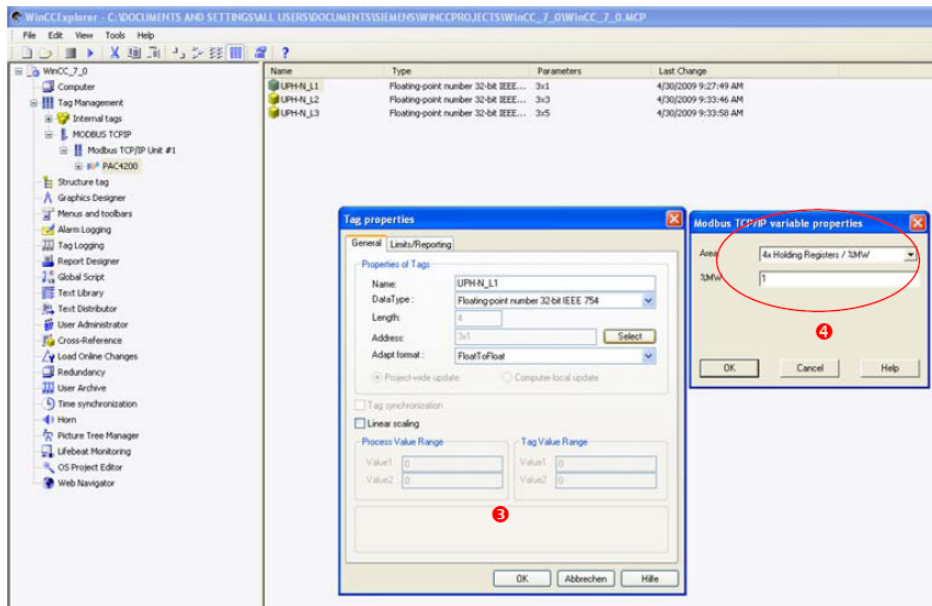 WinCCExplorer - C:\DOCUMENTS AND SETTINGS\ALL USERS\DOCUMENTS\SIEMENS\WINCCPROJECTS\WinCC_7_0\WinCC_7_0.MCP
File Edit View Tools Help
WinCC_7_0
Computer
Tag Management
Internal tags
MODBUS TCPIP
Modbus TCP/IP Unit #1
PAC4200
Structure tag
Graphics Designer
Menus and toolbars
Alarm Logging
Tag Logging
Report Designer
Global Script
Text Library
Text Distributor
User Administrator
Cross-Reference
Load Online Changes
Redundancy
User Archive
Time synchronization
Horn
Picture Tree Manager
Lifebeat Monitoring
OS Project Editor
Web Navigator
Name Type Parameters Last Change
UPH-N_L1 Floating-point number 32-bit IEEE... 3x1 4/30/2009 9:27:49 AM
UPH-N_L2 Floating-point number 32-bit IEEE... 3x3 4/30/2009 9:33:46 AM
UPH-N_L3 Floating-point number 32-bit IEEE... 3x5 4/30/2009 9:33:58 AM
Tag properties
General Limits/Reporting
Properties of Tags
Name: UPH-N_L1
DataType: Floating-point number 32-bit IEEE 754
Length: 4
Address: 3x1 Select
Adapt format: FloatToFloat
Project-wide update Computer-local update
Tag synchronization
Linear scaling
Process Value Range Tag Value Range
Value1 0 Value1 0
Value2 0 Value2 0
3
OK Abbrechen Hilfe
Modbus TCP/IP variable properties
Area 4x Holding Registers / %MW
%MW 1
4
OK Cancel Help